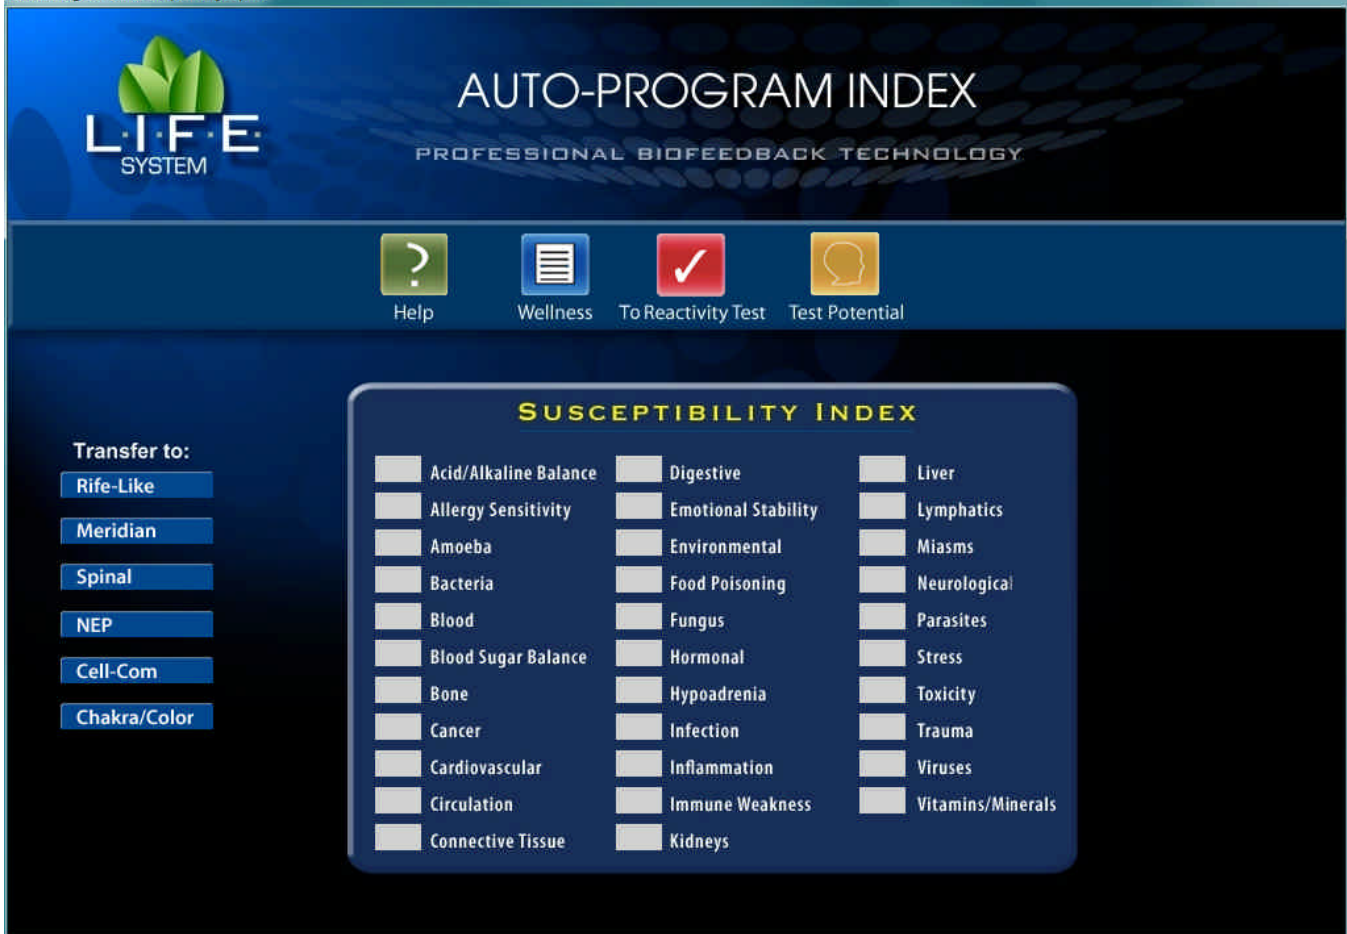 AUTO-PROGRAM INDEX
PROFESSIONAL BIOFEEDBACK TECHNOLOGY
L·I·F·E·
SYSTEM
?
Help
Wellness
To Reactivity Test
Test Potential
Transfer to:
Rife-Like
Meridian
Spinal
NEP
Cell-Com
Chakra/Color
SUSCEPTIBILITY INDEX
Acid/Alkaline Balance
Allergy Sensitivity
Amoeba
Bacteria
Blood
Blood Sugar Balance
Bone
Cancer
Cardiovascular
Circulation
Connective Tissue
Digestive
Emotional Stability
Environmental
Food Poisoning
Fungus
Hormonal
Hypoadrenia
Infection
Inflammation
Immune Weakness
Kidneys
Liver
Lymphatics
Miasms
Neurological
Parasites
Stress
Toxicity
Trauma
Viruses
Vitamins/Minerals